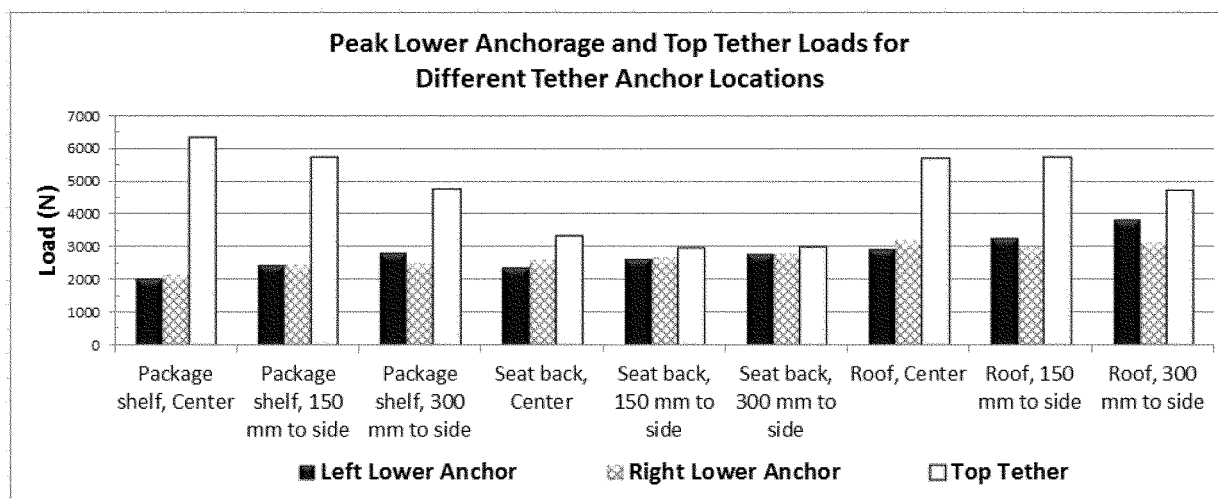 Peak Lower Anchorage and Top Tether Loads for
Different Tether Anchor Locations
Load (N)
7000
6000
5000
4000
3000
2000
1000
0
Package
shelf, Center
Package
shelf, 150
mm to side
Package
shelf, 300
mm to side
Seat back,
Center
Seat back,
150 mm to
side
Seat back,
300 mm to
side
Roof, Center
Roof, 150
mm to side
Roof, 300
mm to side
Left Lower Anchor
Right Lower Anchor
Top Tether